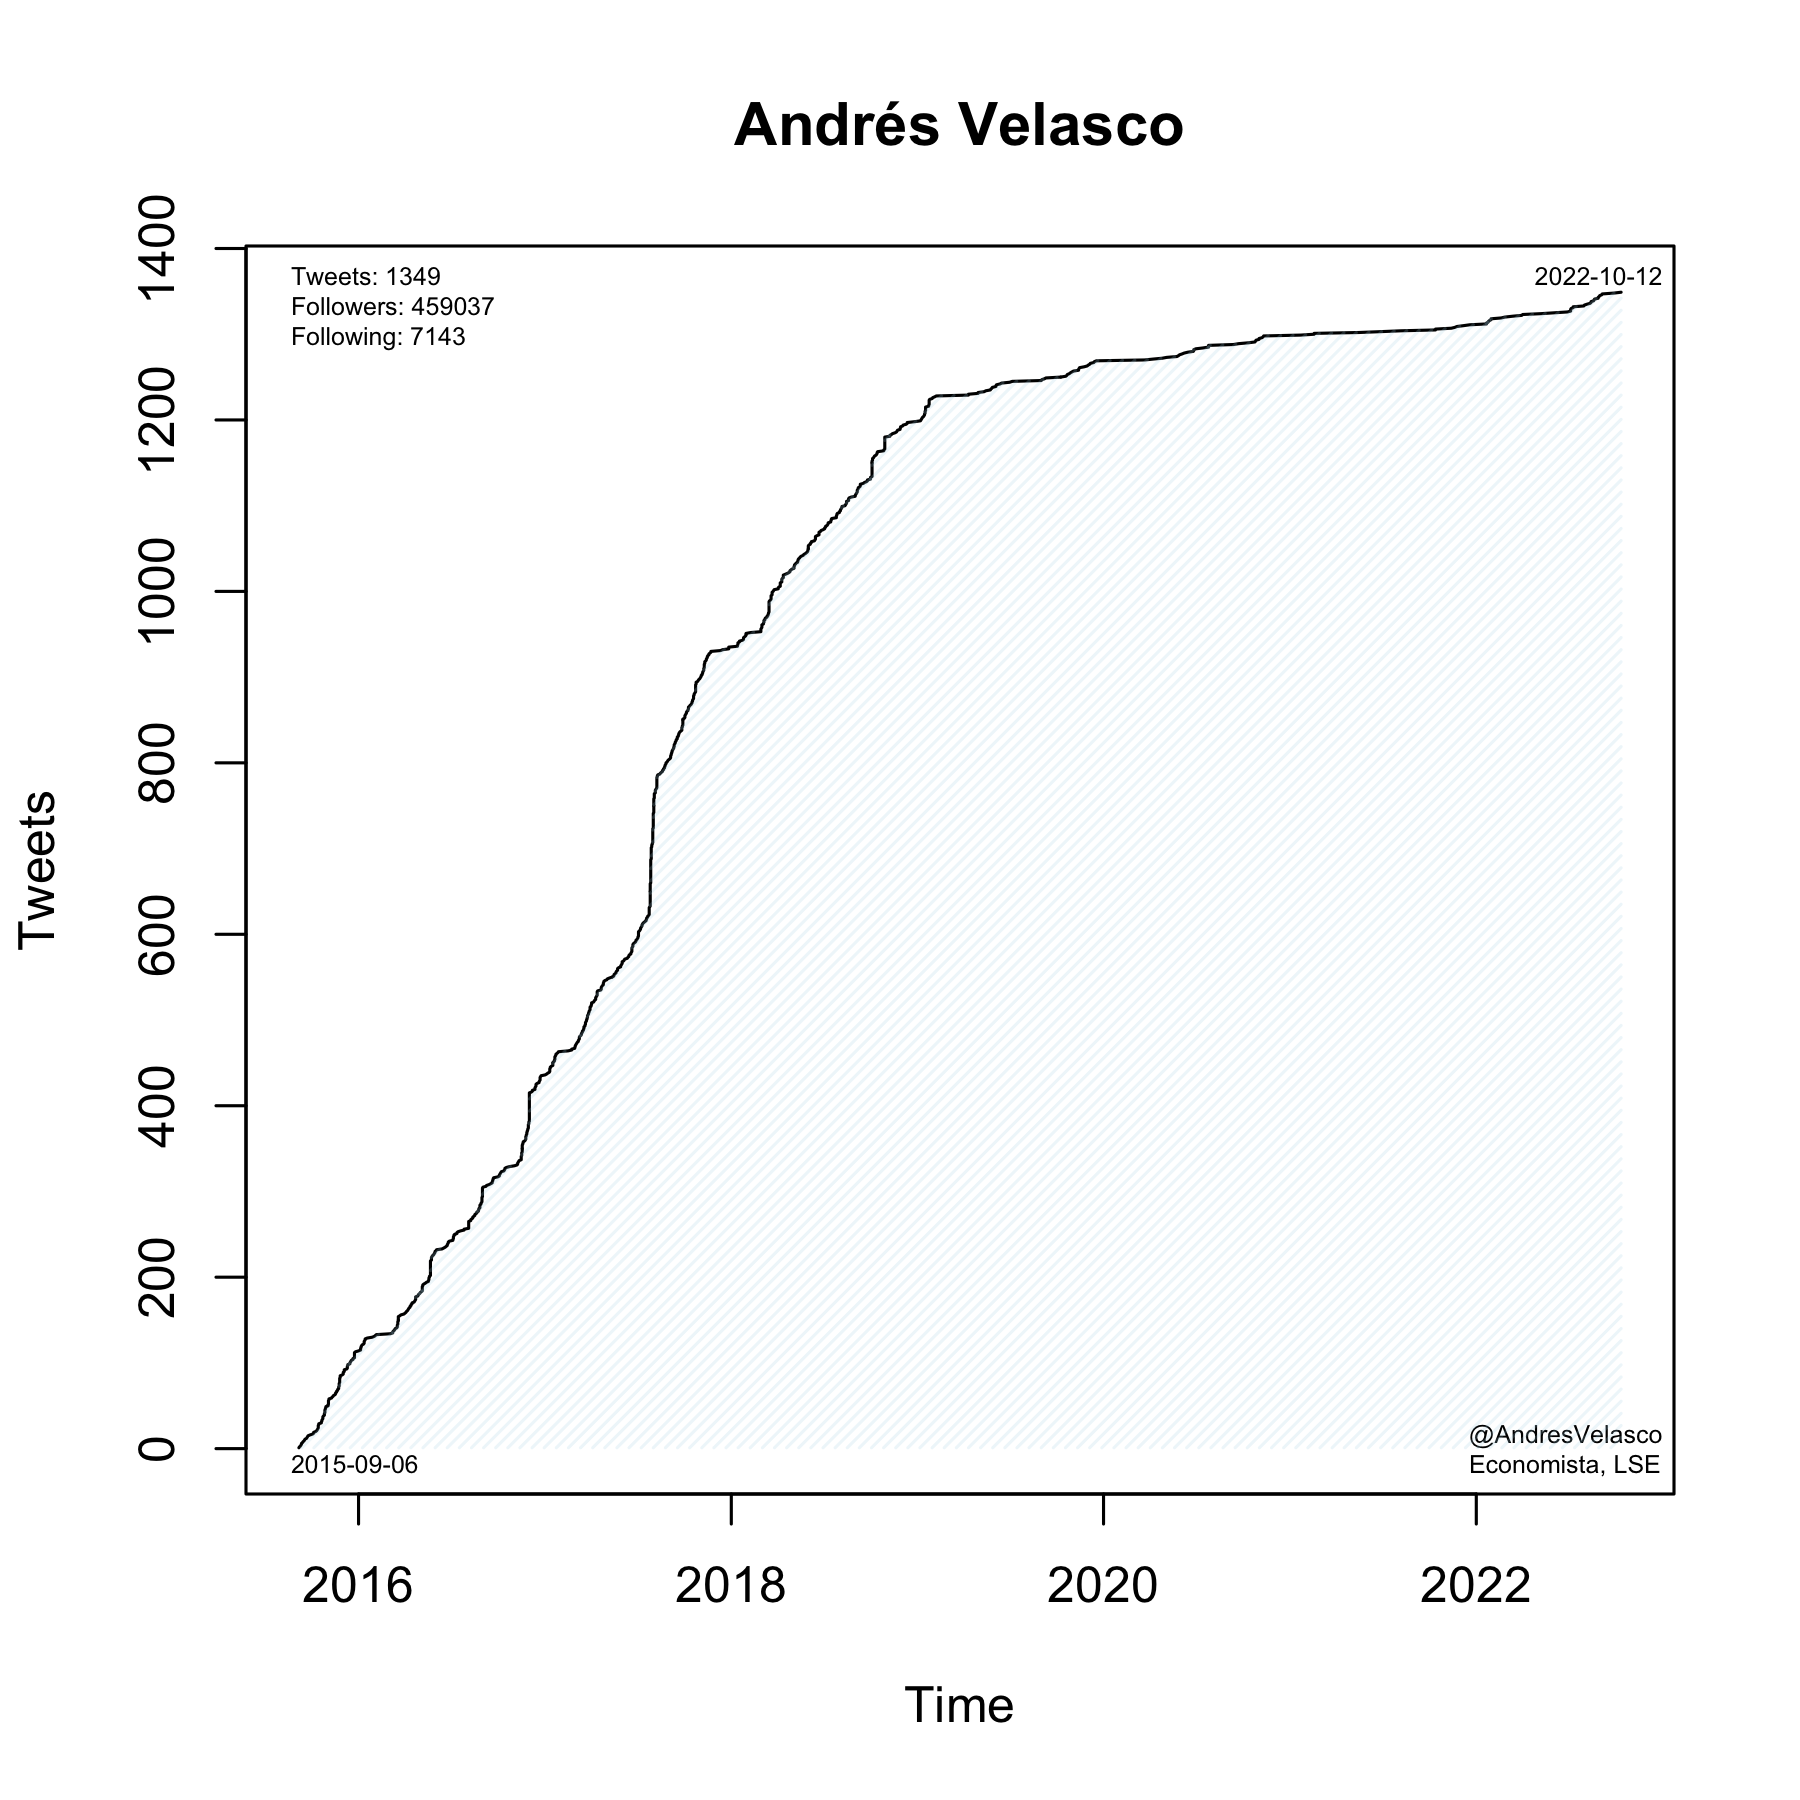 Andrés Velasco
Tweets
1400
1200
1000
800
600
400
200
0
Tweets: 1349
Followers: 459037
Following: 7143
2022-10-12
2015-09-06
@AndresVelasco
Economista, LSE
2016
2018
2020
2022
Time